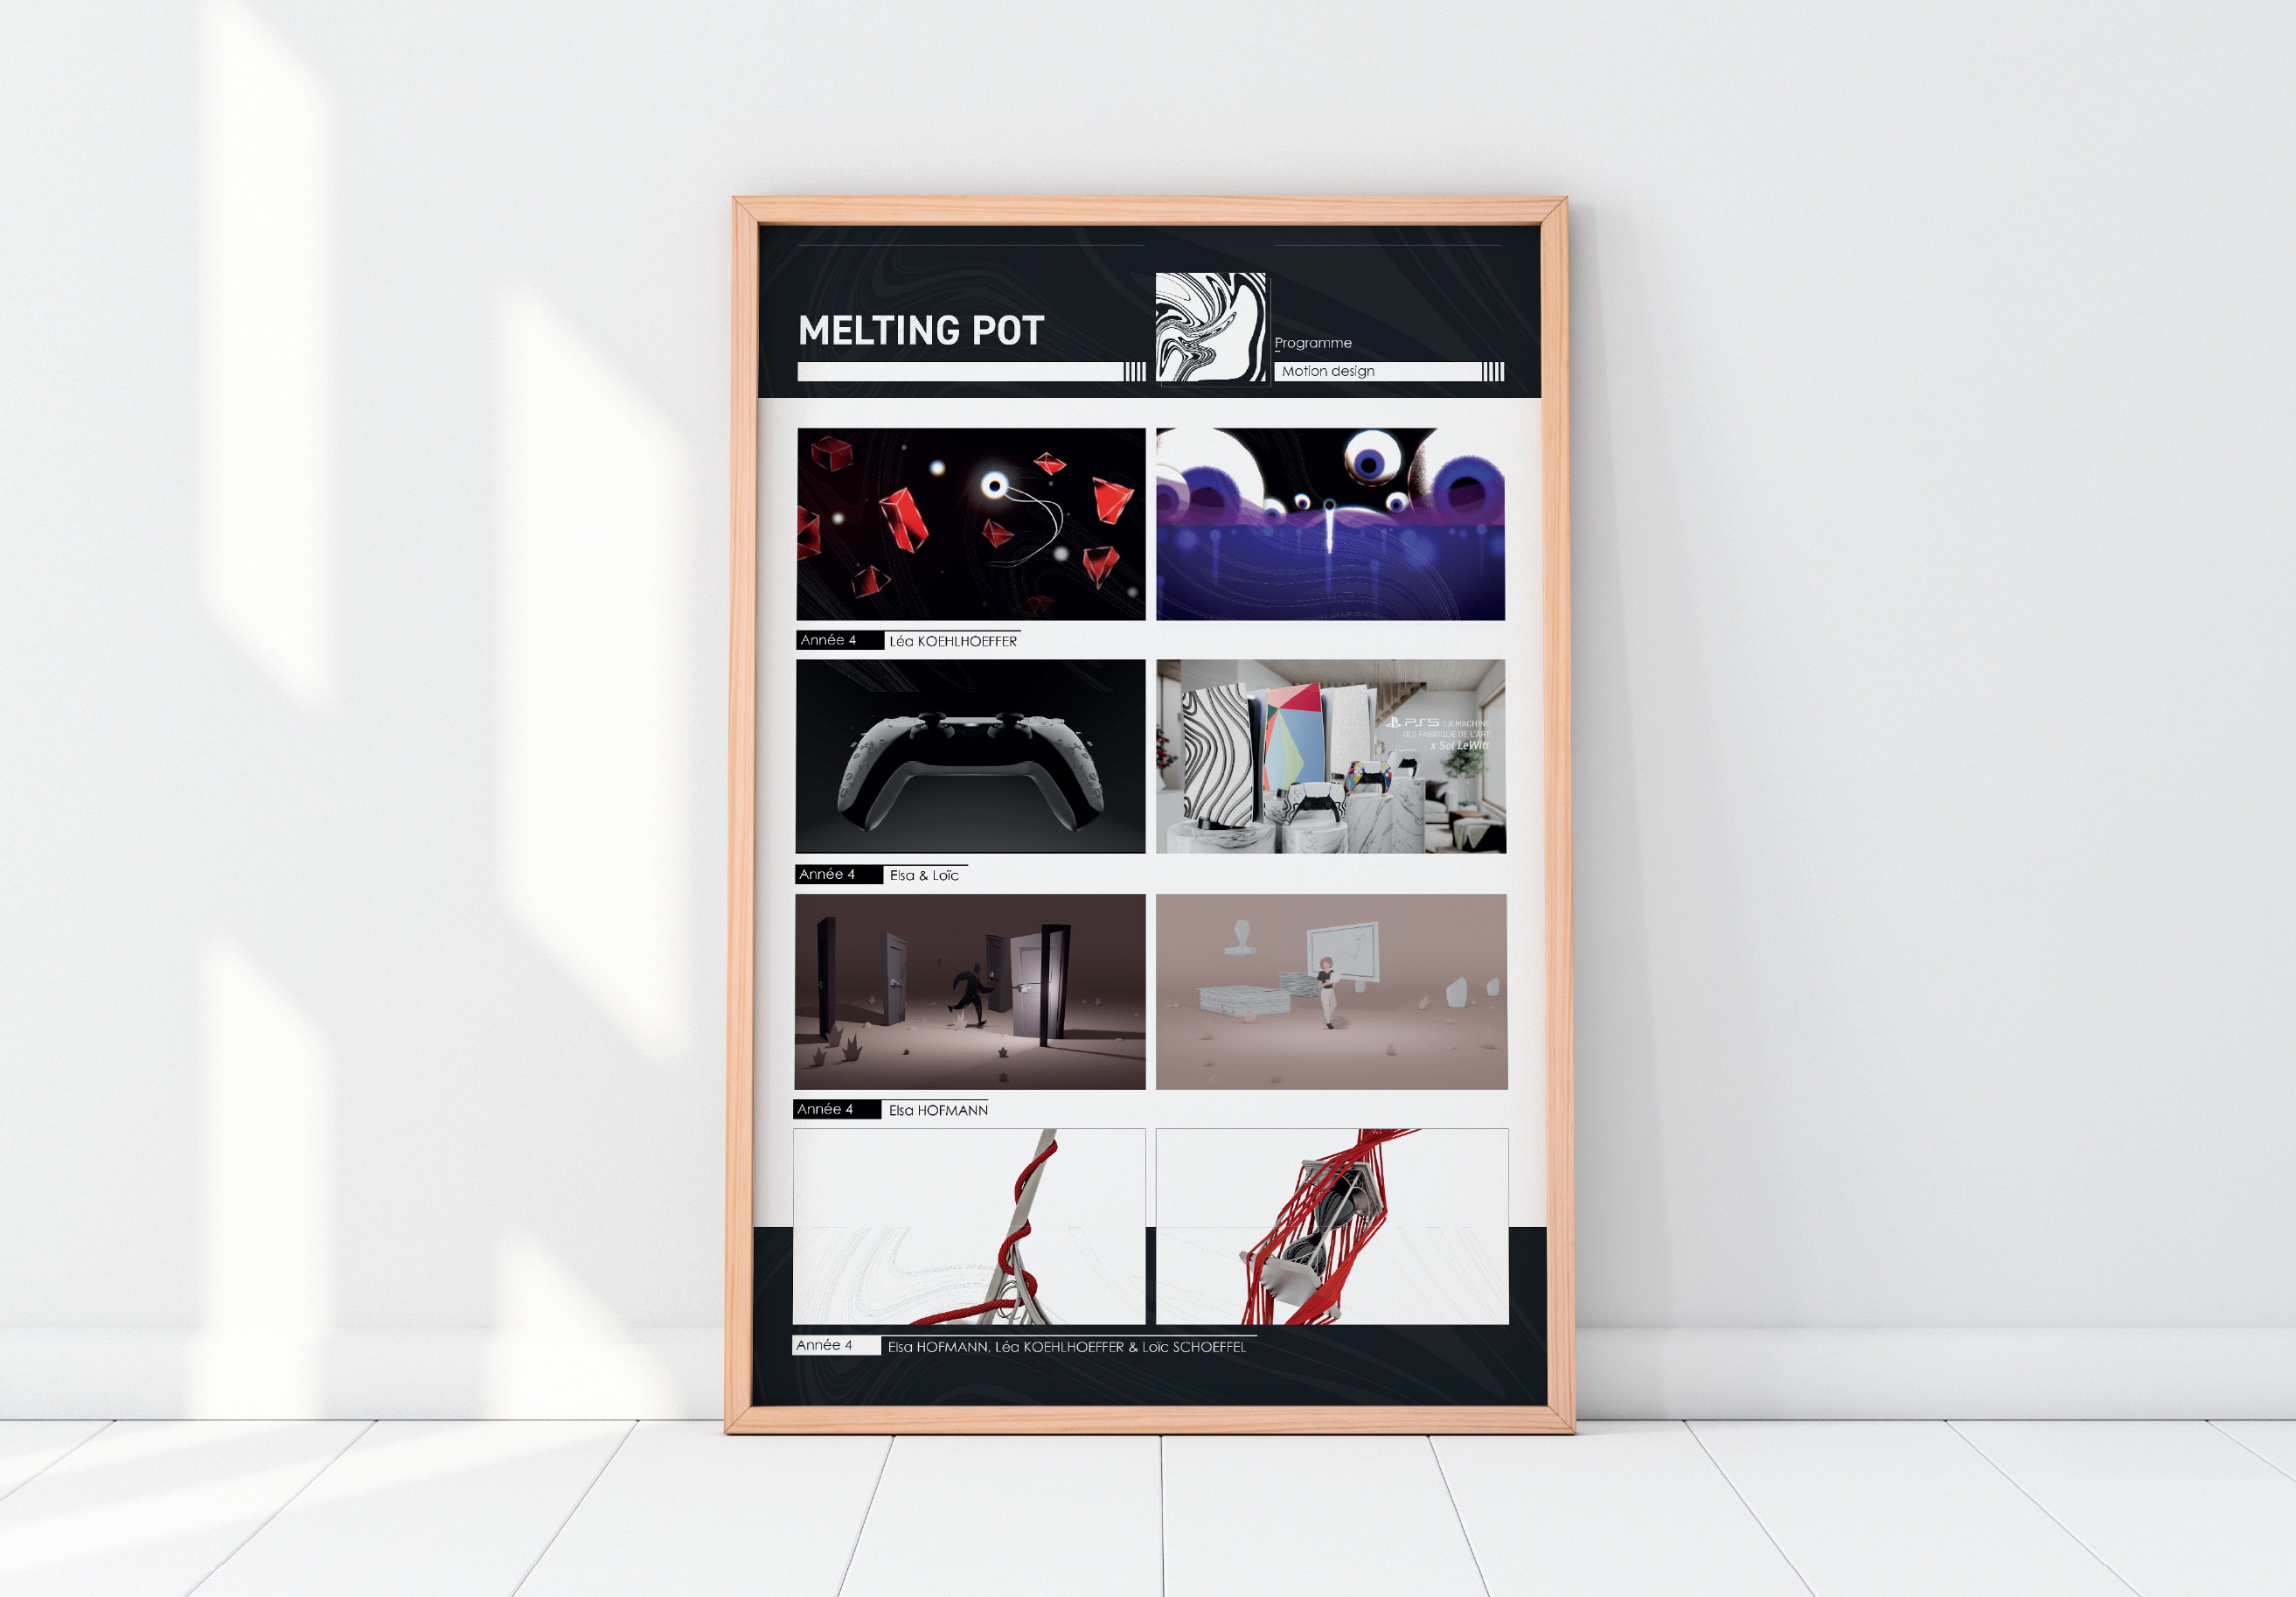 MELTING POT
Programme
Motion design
Année 4 Léa KOEHLHOEFFER
PS5 LA MACHINE
QUI FABRIQUE DE L'ART
x Sol LeWitt
Année 4 Elsa & Loïc
Année 4 Elsa HOFMANN
Année 4 Elsa HOFMANN, Léa KOEHLHOEFFER & Loïc SCHOEFFEL